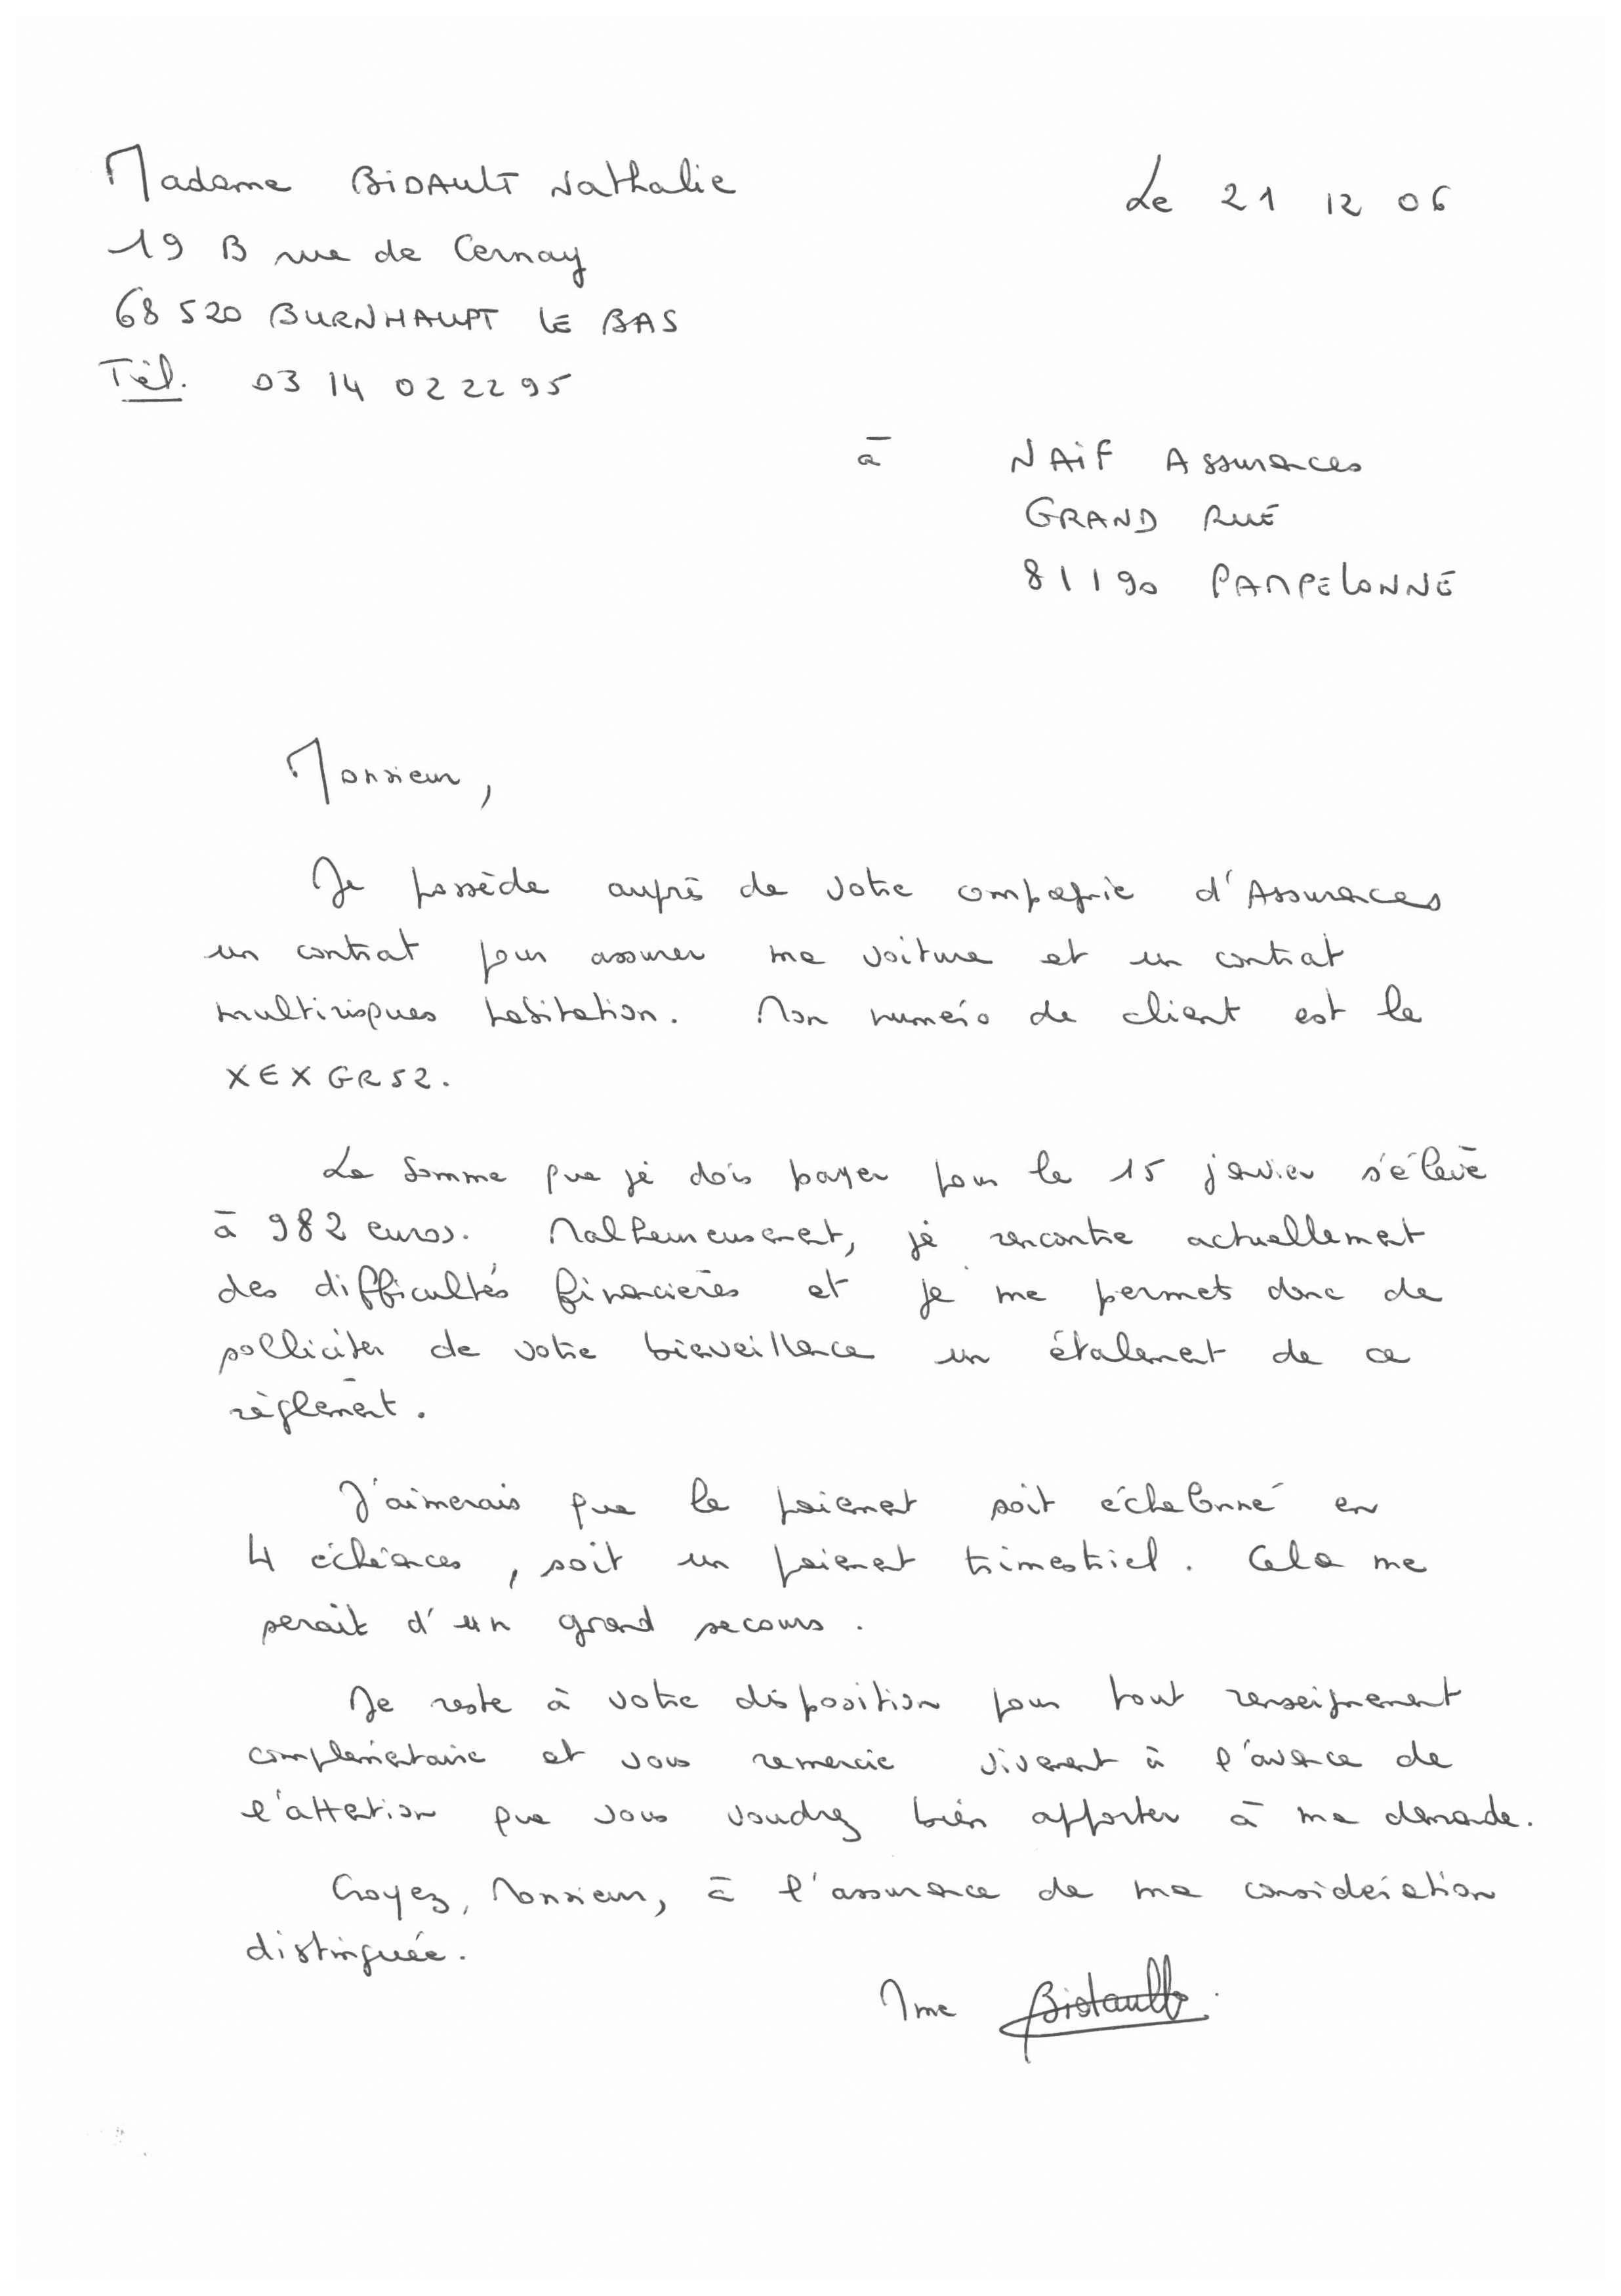 Madame BIDAULT Nathalie
Le 21 12 06
19 B rue de Cernay
68520 BURNHAUPT LE BAS
Tél. 03 14 02 22 95
à NAIF Assurances
GRAND RUE
81190 PAMPELONNE
Monsieur,
Je possède auprès de votre compagnie d'Assurances
un contrat pour assurer ma voiture et un contrat
multirisques habitation. Mon numéro de client est le
XEXGR52.
La somme que je dois payer pour le 15 janvier s'élève
à 982 euros. Malheureusement, je rencontre actuellement
des difficultés financières et je me permets donc de
solliciter de votre bienveillance un étalement de ce
règlement.
J'aimerais que le paiement soit échelonné en
4 échéances, soit un paiement trimestriel. Cela me
serait d'un grand secours.
Je reste à votre disposition pour tout renseignement
complémentaire et vous remercie vivement à l'avance de
l'attention que vous voudrez bien apporter à ma demande.
Croyez, Monsieur, à l'assurance de ma considération
distinguée.
Mme Bidault